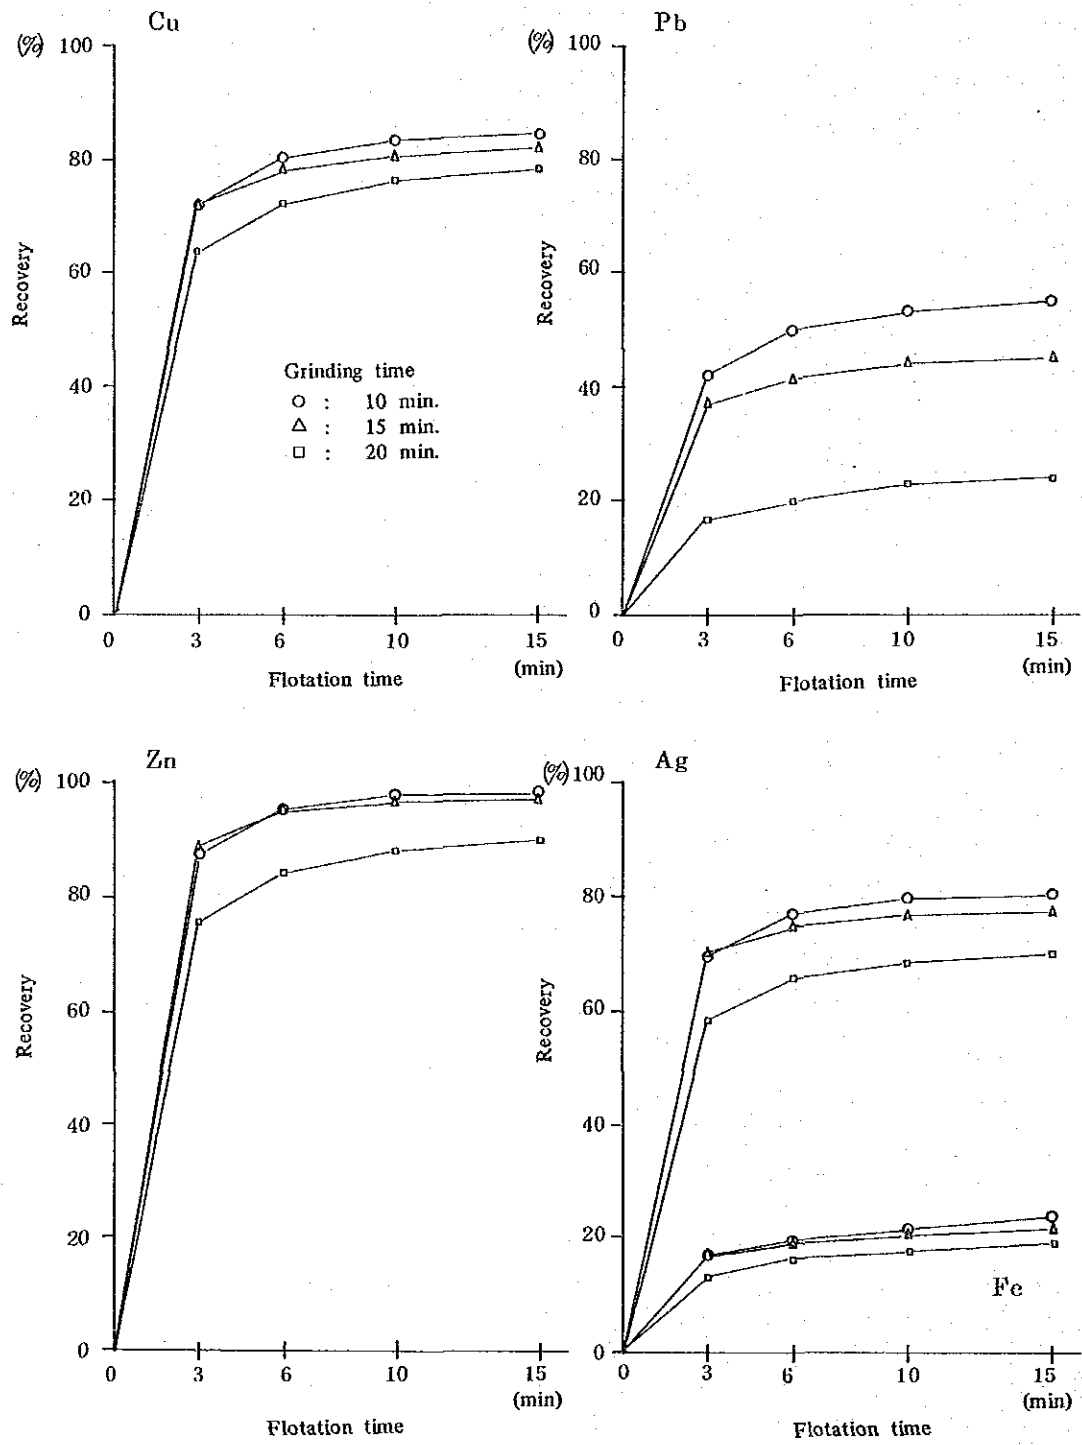 Cu
(%) 100
80
60
40
20
0
Recovery
Grinding time
○ : 10 min.
△ : 15 min.
□ : 20 min.
0 3 6 10 15
(min)
Flotation time
Pb
(%) 100
80
60
40
20
0
Recovery
0 3 6 10 15
(min)
Flotation time
Zn
(%) 100
80
60
40
20
0
Recovery
0 3 6 10 15
(min)
Flotation time
Ag
(%) 100
80
60
40
20
0
Recovery
Fe
0 3 6 10 15
(min)
Flotation time